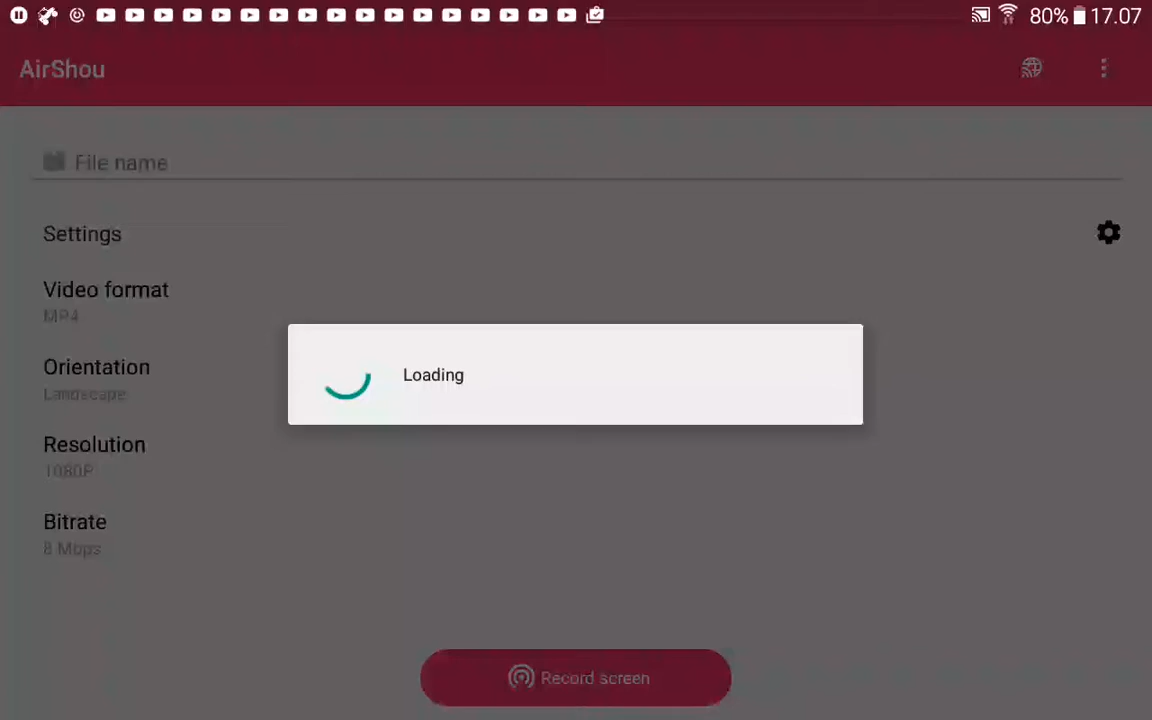 80% 17.07
AirShou
File name
Settings
Video format
MP4
Orientation
Landscape
Loading
Resolution
1080P
Bitrate
8 Mbps
Record screen